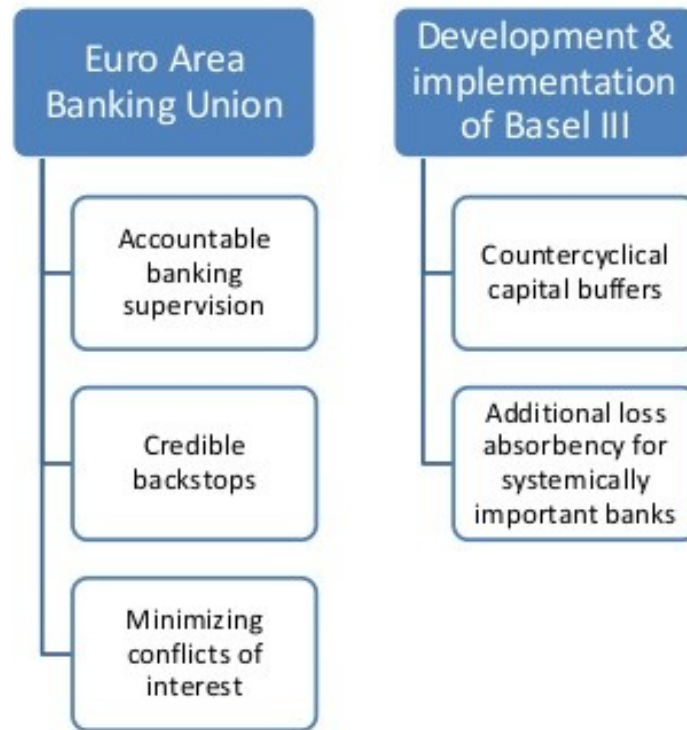 Euro Area
Banking Union
Accountable
banking
supervision
Credible
backstops
Minimizing
conflicts of
interest
Development &
implementation
of Basel III
Countercyclical
capital buffers
Additional loss
absorbency for
systemically
important banks